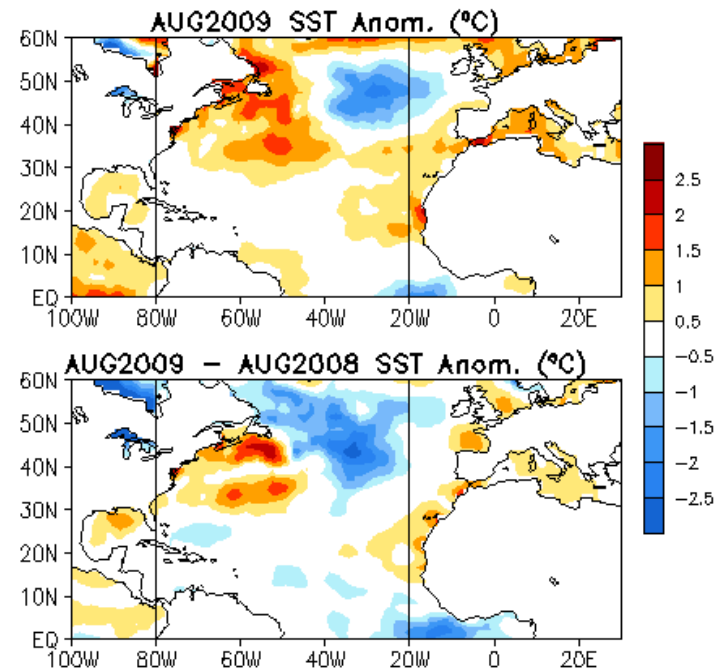 AUG2009 SST Anom. (ºC)
60N
50N
40N
30N
20N
10N
EQ
100W 80W 60W 40W 20W 0 20E
AUG2009 – AUG2008 SST Anom. (ºC)
60N
50N
40N
30N
20N
10N
EQ
100W 80W 60W 40W 20W 0 20E
2.5
2
1.5
1
0.5
−0.5
−1
−1.5
−2
−2.5